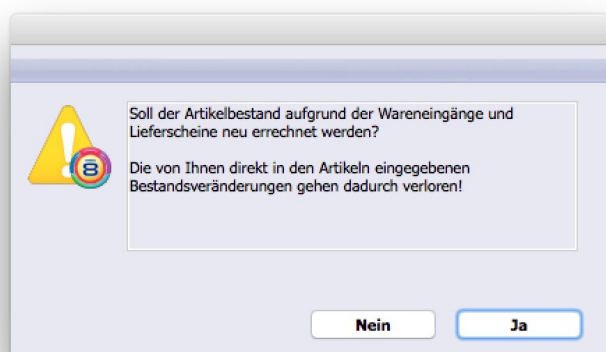 Soll der Artikelbestand aufgrund der Wareneingänge und
Lieferscheine neu errechnet werden?
Die von Ihnen direkt in den Artikeln eingegebenen
Bestandsveränderungen gehen dadurch verloren!
Nein
Ja